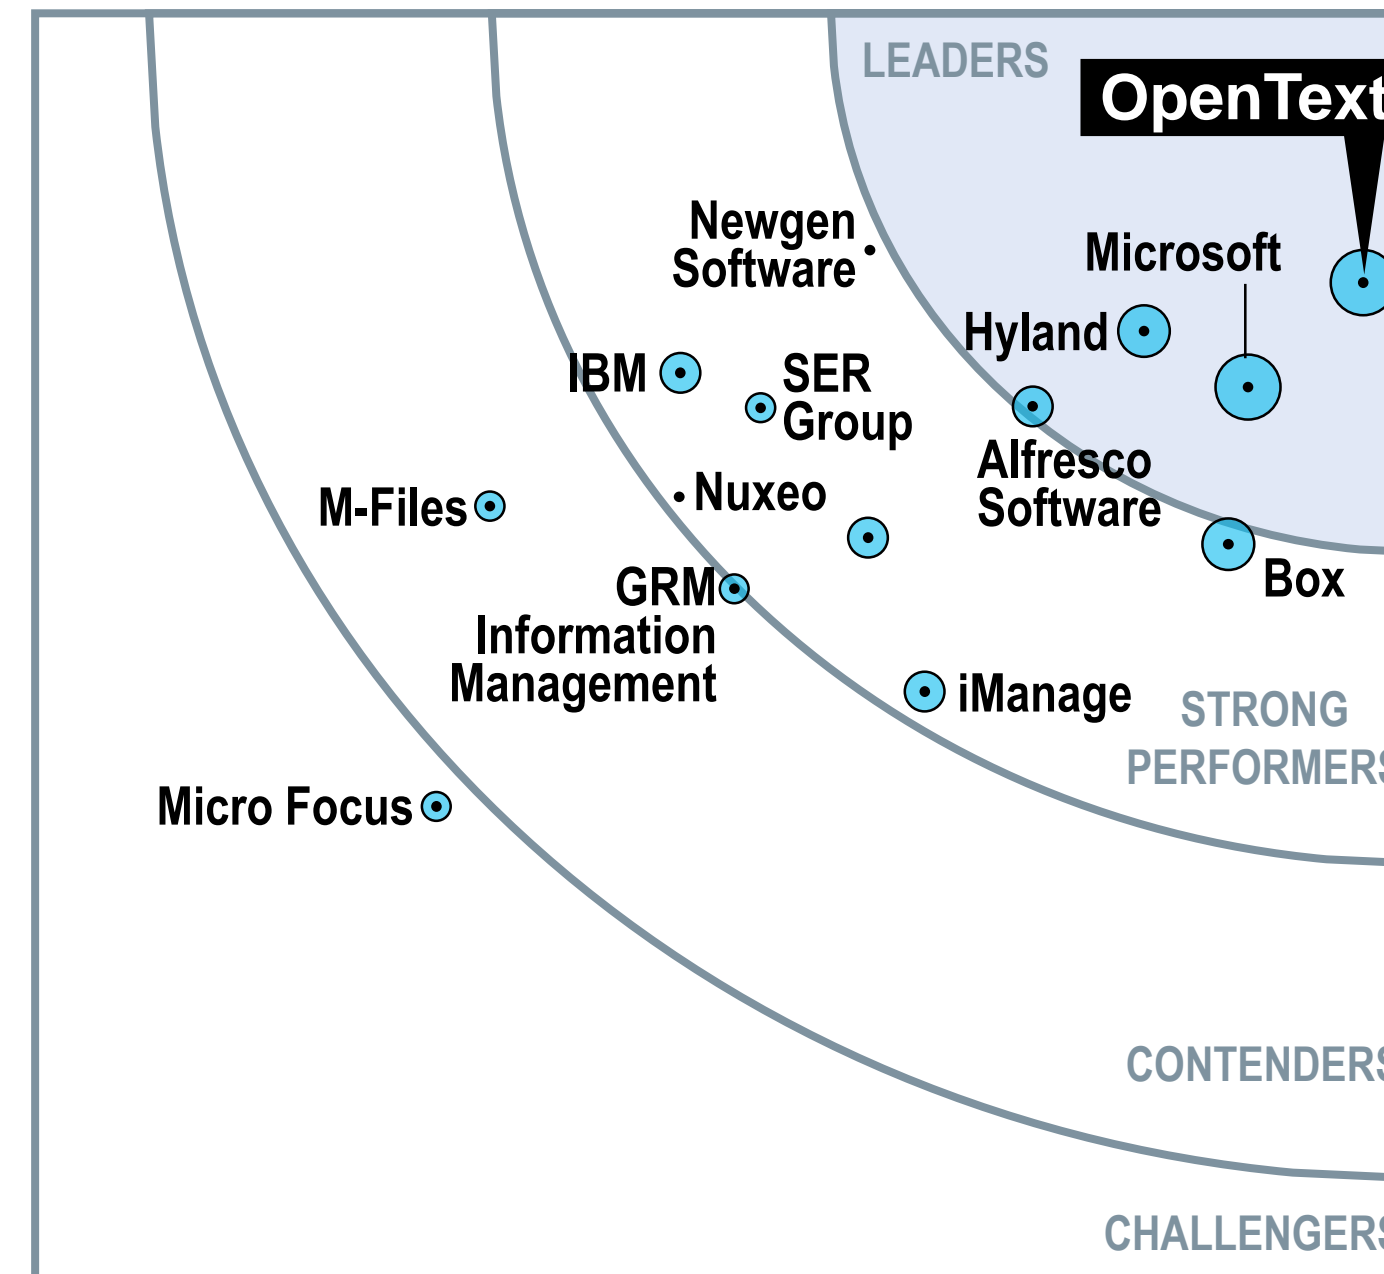 LEADERS
OpenText
Newgen
Software
Microsoft
Hyland
IBM
SER
Group
Alfresco
Software
Nuxeo
M-Files
GRM
Information
Management
Box
iManage
STRONG
PERFORMERS
Micro Focus
CONTENDERS
CHALLENGERS